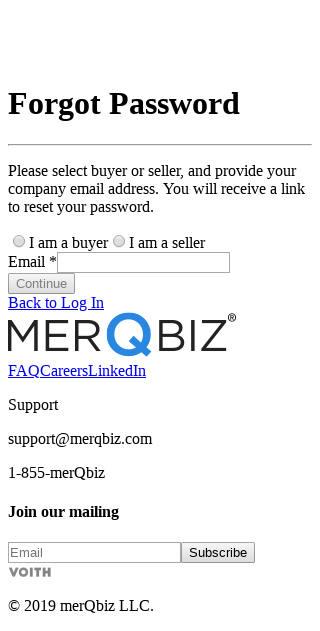 Forgot Password
Please select buyer or seller, and provide your
company email address. You will receive a link
to reset your password.
I am a buyer I am a seller
Email *
Continue
Back to Log In
MERQBIZ®
FAQCareersLinkedIn
Support
support@merqbiz.com
1-855-merQbiz
Join our mailing
Email Subscribe
VOITH
© 2019 merQbiz LLC.